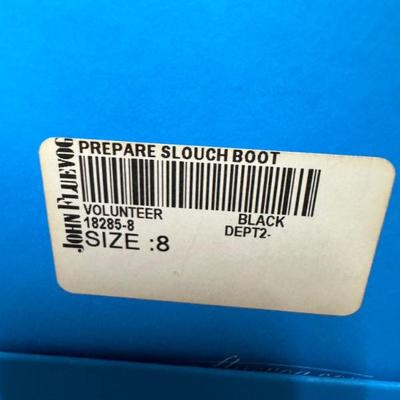 JOHN FLUEVOG
PREPARE SLOUCH BOOT
VOLUNTEER BLACK
18285-8 DEPT2-
SIZE :8